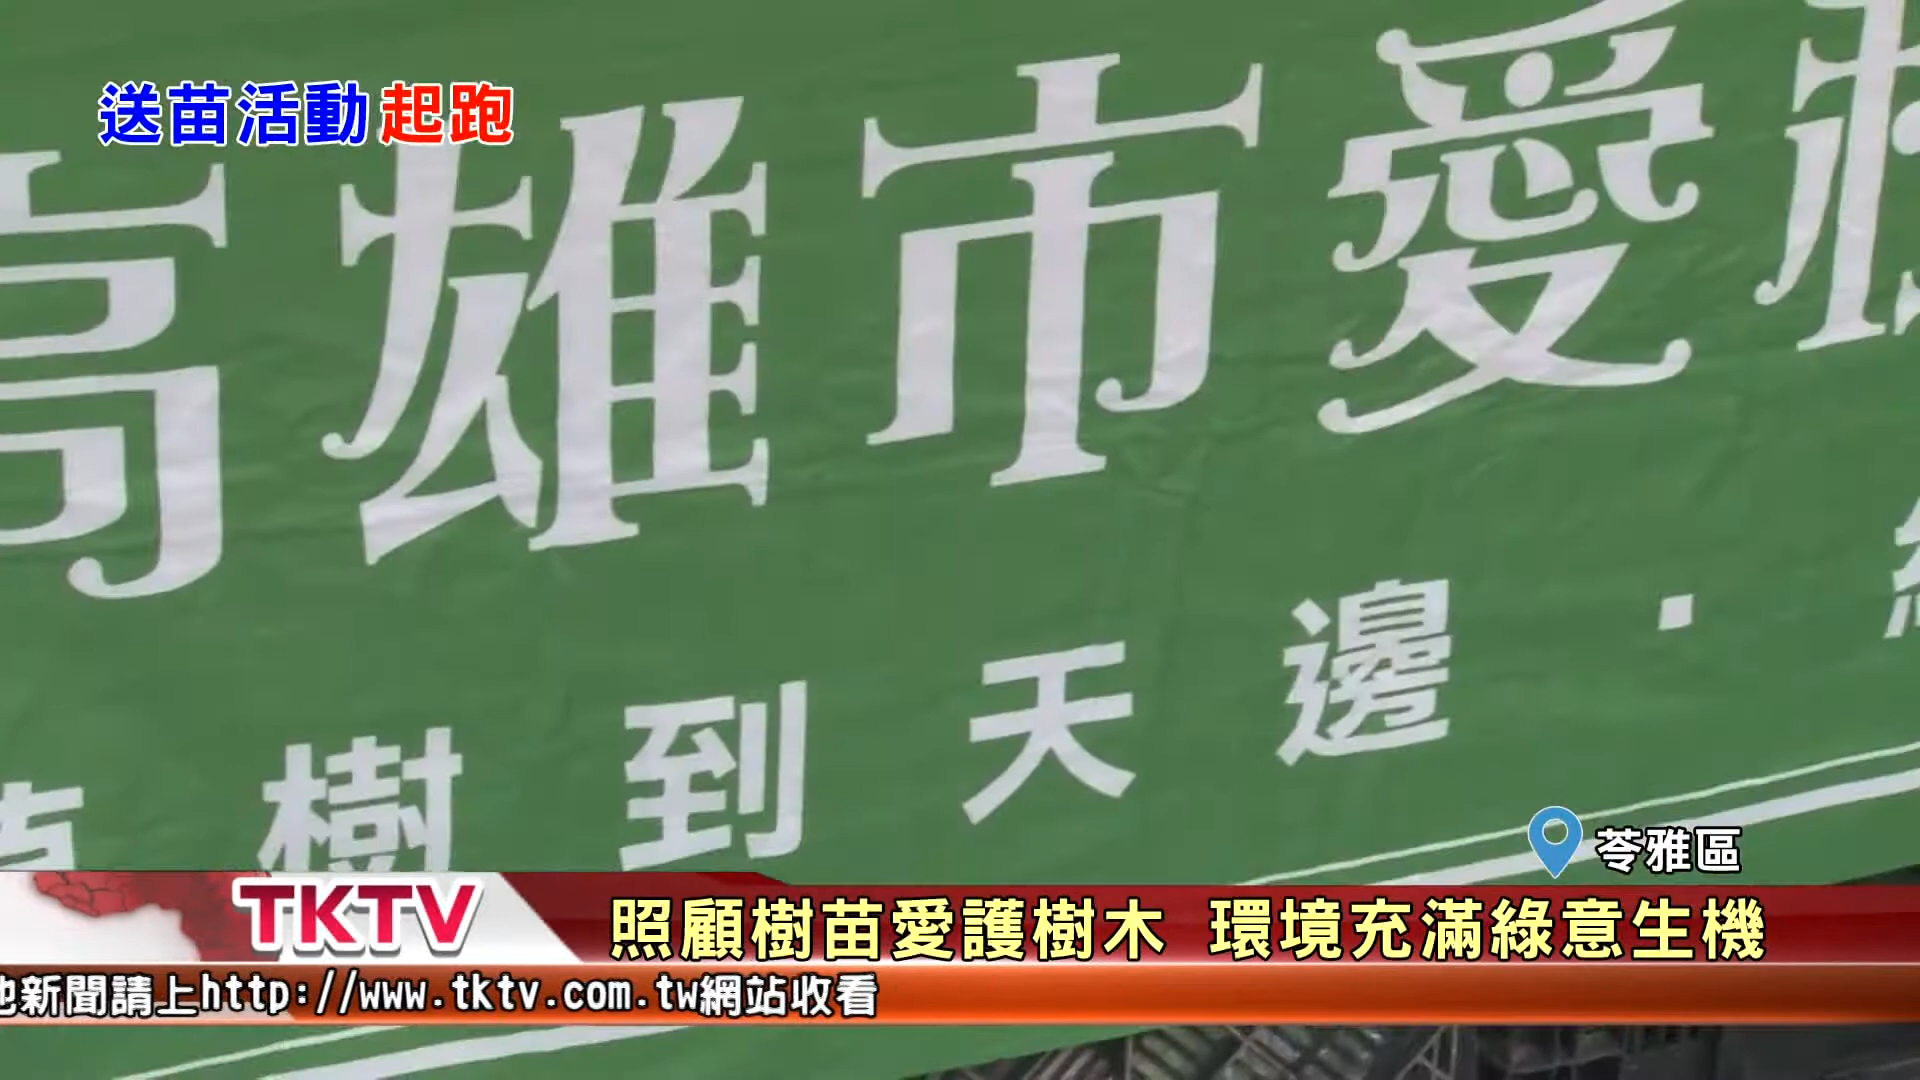 送苗活動起跑
高雄市愛
樹到天邊・
苓雅區
TKTV
照顧樹苗愛護樹木 環境充滿綠意生機
新聞請上http://www.tktv.com.tw網站收看